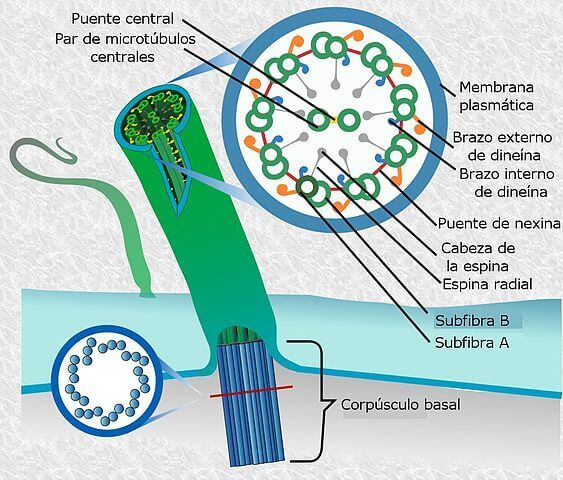 Puente central
Par de microtúbulos
centrales
Membrana
plasmática
Brazo externo
de dineína
Brazo interno
de dineína
Puente de nexina
Cabeza de
la espina
Espina radial
Subfibra B
Subfibra A
Corpúsculo basal